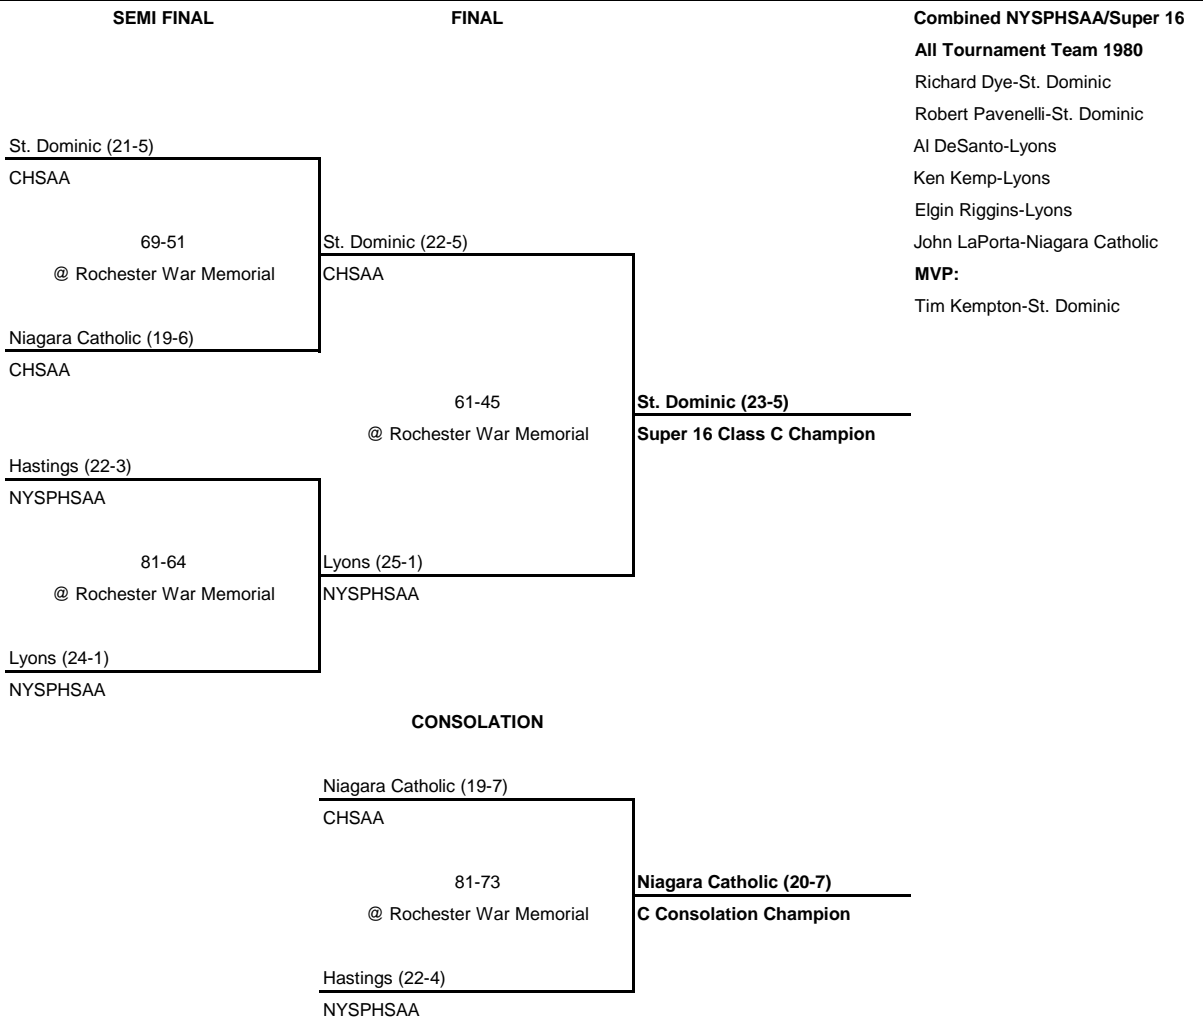 SEMI FINAL
FINAL
Combined NYSPHSAA/Super 16
All Tournament Team 1980
Richard Dye-St. Dominic
Robert Pavenelli-St. Dominic
Al DeSanto-Lyons
Ken Kemp-Lyons
Elgin Riggins-Lyons
John LaPorta-Niagara Catholic
MVP:
Tim Kempton-St. Dominic
St. Dominic (21-5)
CHSAA
69-51
@ Rochester War Memorial
Niagara Catholic (19-6)
CHSAA
St. Dominic (22-5)
CHSAA
61-45
@ Rochester War Memorial
St. Dominic (23-5)
Super 16 Class C Champion
Hastings (22-3)
NYSPHSAA
81-64
@ Rochester War Memorial
Lyons (24-1)
NYSPHSAA
Lyons (25-1)
NYSPHSAA
CONSOLATION
Niagara Catholic (19-7)
CHSAA
81-73
@ Rochester War Memorial
Niagara Catholic (20-7)
C Consolation Champion
Hastings (22-4)
NYSPHSAA